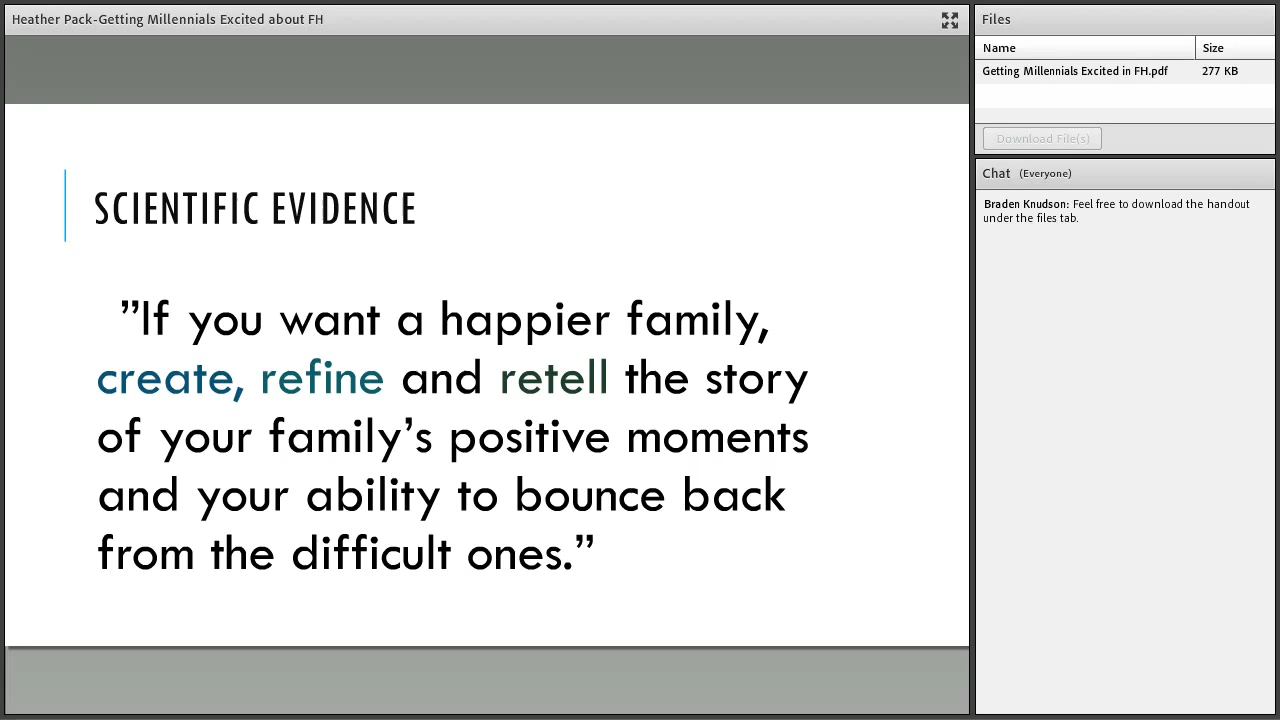 Heather Pack-Getting Millennials Excited about FH
SCIENTIFIC EVIDENCE
”If you want a happier family,
create, refine and retell the story
of your family’s positive moments
and your ability to bounce back
from the difficult ones.”
Files
Name Size
Getting Millennials Excited in FH.pdf 277 KB
Download File(s)
Chat (Everyone)
Braden Knudson: Feel free to download the handout
under the files tab.